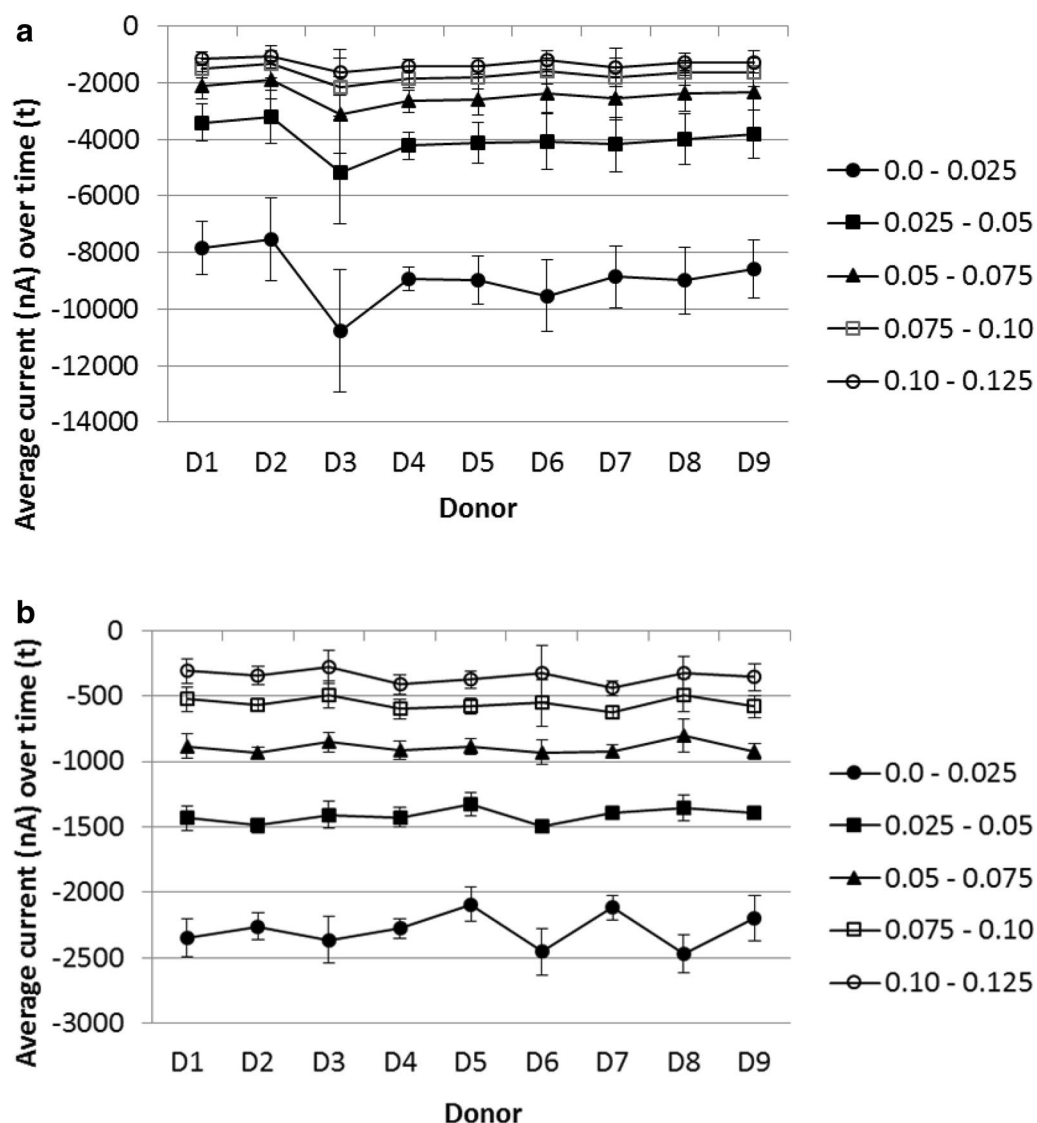 a
Average current (nA) over time (t)
0
-2000
-4000
-6000
-8000
-10000
-12000
-14000
D1 D2 D3 D4 D5 D6 D7 D8 D9
Donor
0.0 - 0.025
0.025 - 0.05
0.05 - 0.075
0.075 - 0.10
0.10 - 0.125
b
Average current (nA) over time (t)
0
-500
-1000
-1500
-2000
-2500
-3000
D1 D2 D3 D4 D5 D6 D7 D8 D9
Donor
0.0 - 0.025
0.025 - 0.05
0.05 - 0.075
0.075 - 0.10
0.10 - 0.125